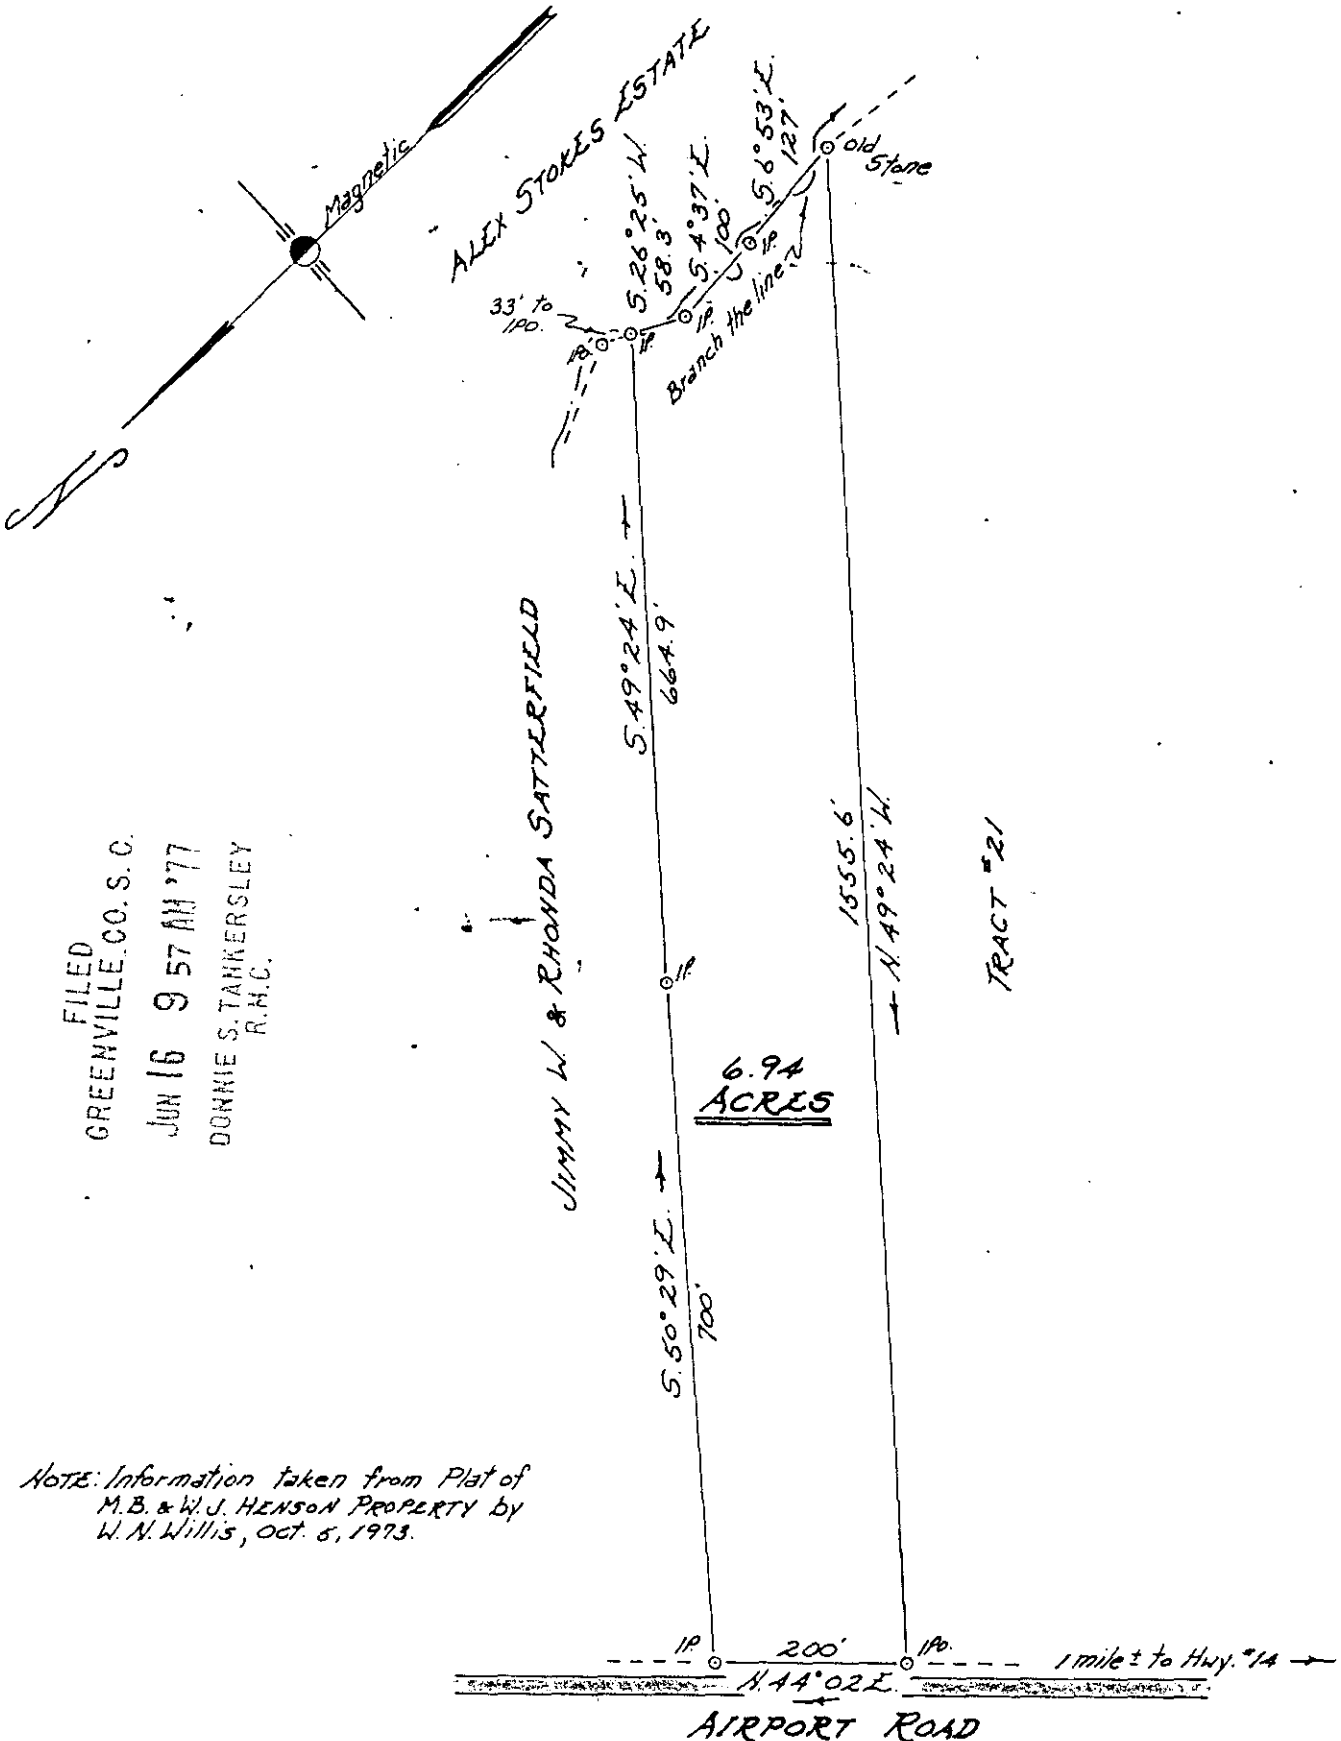 Magnetic
N
ALEX STOKES ESTATE
S.26°25'W.
58.3'
S.4°37'E.
100'
S.6°53'E.
127'
old
Stone
33' to
IPO.
IP.
IP.
IP.
Branch the line
S.49°24'E.
664.9'
JIMMY W. & RHONDA SATTERFIELD
1555.6'
N.49°24'W.
TRACT #21
FILED
GREENVILLE.CO.S.C.
JUN 16 9 57 AM '77
DONNIE S. TANKERSLEY
R.M.C.
IP.
6.94
ACRES
S.50°29'E.
700'
NOTE: Information taken from Plat of
M.B. & W.J. HENSON PROPERTY by
W.N. Willis, Oct. 5, 1973.
IP.
200'
IPO.
1 mile ± to Hwy. #14
N.44°02E.
AIRPORT ROAD